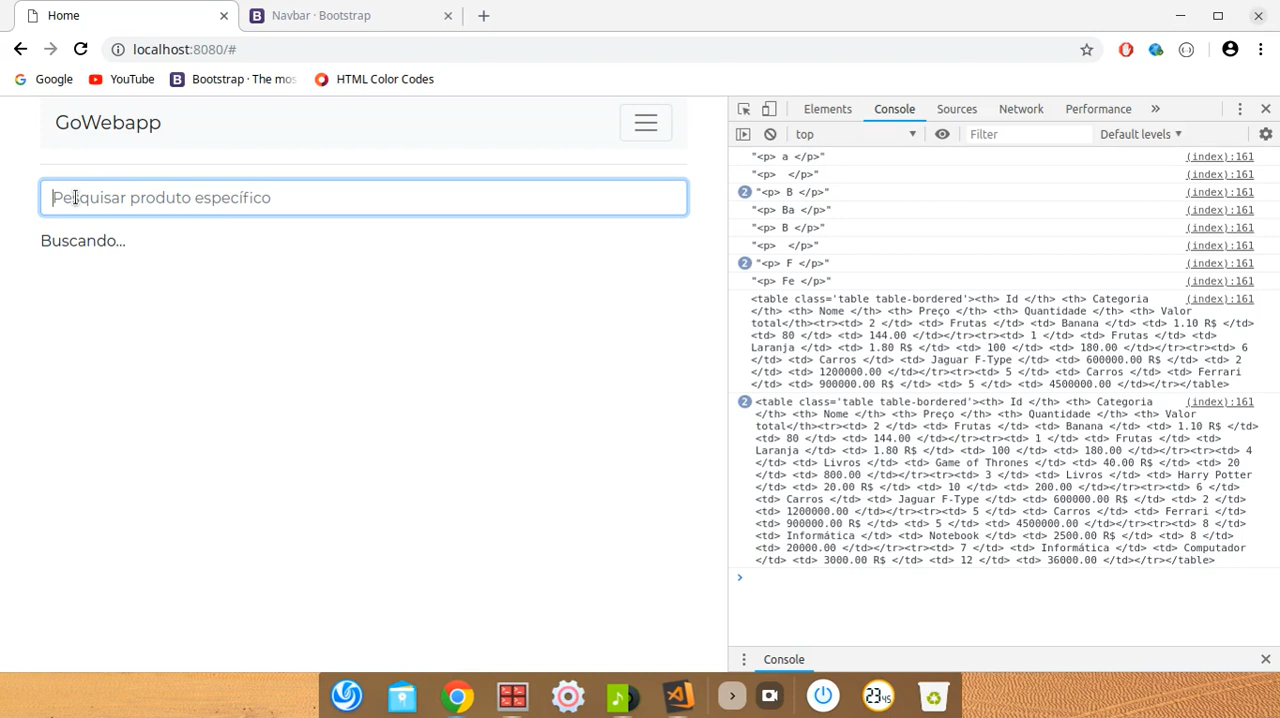 Home
Navbar · Bootstrap
localhost:8080/#
Google
YouTube
Bootstrap · The mos
HTML Color Codes
GoWebapp
Pesquisar produto específico
Buscando...
Elements
Console
Sources
Network
Performance
»
top
Filter
Default levels
"<p> a </p>" (index):161
"<p>  </p>" (index):161
2 "<p> B </p>" (index):161
"<p> Ba </p>" (index):161
"<p> B </p>" (index):161
"<p>  </p>" (index):161
2 "<p> F </p>" (index):161
"<p> Fe </p>" (index):161
<table class='table table-bordered'><th> Id </th> <th> Categoria (index):161
</th> <th> Nome </th> <th> Preço </th> <th> Quantidade </th> <th> Valor
total</th><tr><td> 2 </td> <td> Frutas </td> <td> Banana </td> <td> 1.10 R$ </td>
<td> 80 </td> <td> 144.00 </td></tr><tr><td> 1 </td> <td> Frutas </td> <td>
Laranja </td> <td> 1.80 R$ </td> <td> 100 </td> <td> 180.00 </td></tr><tr><td> 6
</td> <td> Carros </td> <td> Jaguar F-Type </td> <td> 600000.00 R$ </td> <td> 2
</td> <td> 1200000.00 </td></tr><tr><td> 5 </td> <td> Carros </td> <td> Ferrari
</td> <td> 900000.00 R$ </td> <td> 5 </td> <td> 4500000.00 </td></tr></table>
2 <table class='table table-bordered'><th> Id </th> <th> Categoria (index):161
</th> <th> Nome </th> <th> Preço </th> <th> Quantidade </th> <th> Valor
total</th><tr><td> 2 </td> <td> Frutas </td> <td> Banana </td> <td> 1.10 R$ </td>
<td> 80 </td> <td> 144.00 </td></tr><tr><td> 1 </td> <td> Frutas </td> <td>
Laranja </td> <td> 1.80 R$ </td> <td> 100 </td> <td> 180.00 </td></tr><tr><td> 4
</td> <td> Livros </td> <td> Game of Thrones </td> <td> 40.00 R$ </td> <td> 20
</td> <td> 800.00 </td></tr><tr><td> 3 </td> <td> Livros </td> <td> Harry Potter
</td> <td> 20.00 R$ </td> <td> 10 </td> <td> 200.00 </td></tr><tr><td> 6 </td>
<td> Carros </td> <td> Jaguar F-Type </td> <td> 600000.00 R$ </td> <td> 2 </td>
<td> 1200000.00 </td></tr><tr><td> 5 </td> <td> Carros </td> <td> Ferrari </td>
<td> 900000.00 R$ </td> <td> 5 </td> <td> 4500000.00 </td></tr><tr><td> 8 </td>
<td> Informática </td> <td> Notebook </td> <td> 2500.00 R$ </td> <td> 8 </td>
<td> 20000.00 </td></tr><tr><td> 7 </td> <td> Informática </td> <td> Computador
</td> <td> 3000.00 R$ </td> <td> 12 </td> <td> 36000.00 </td></tr></table>
Console
23 45